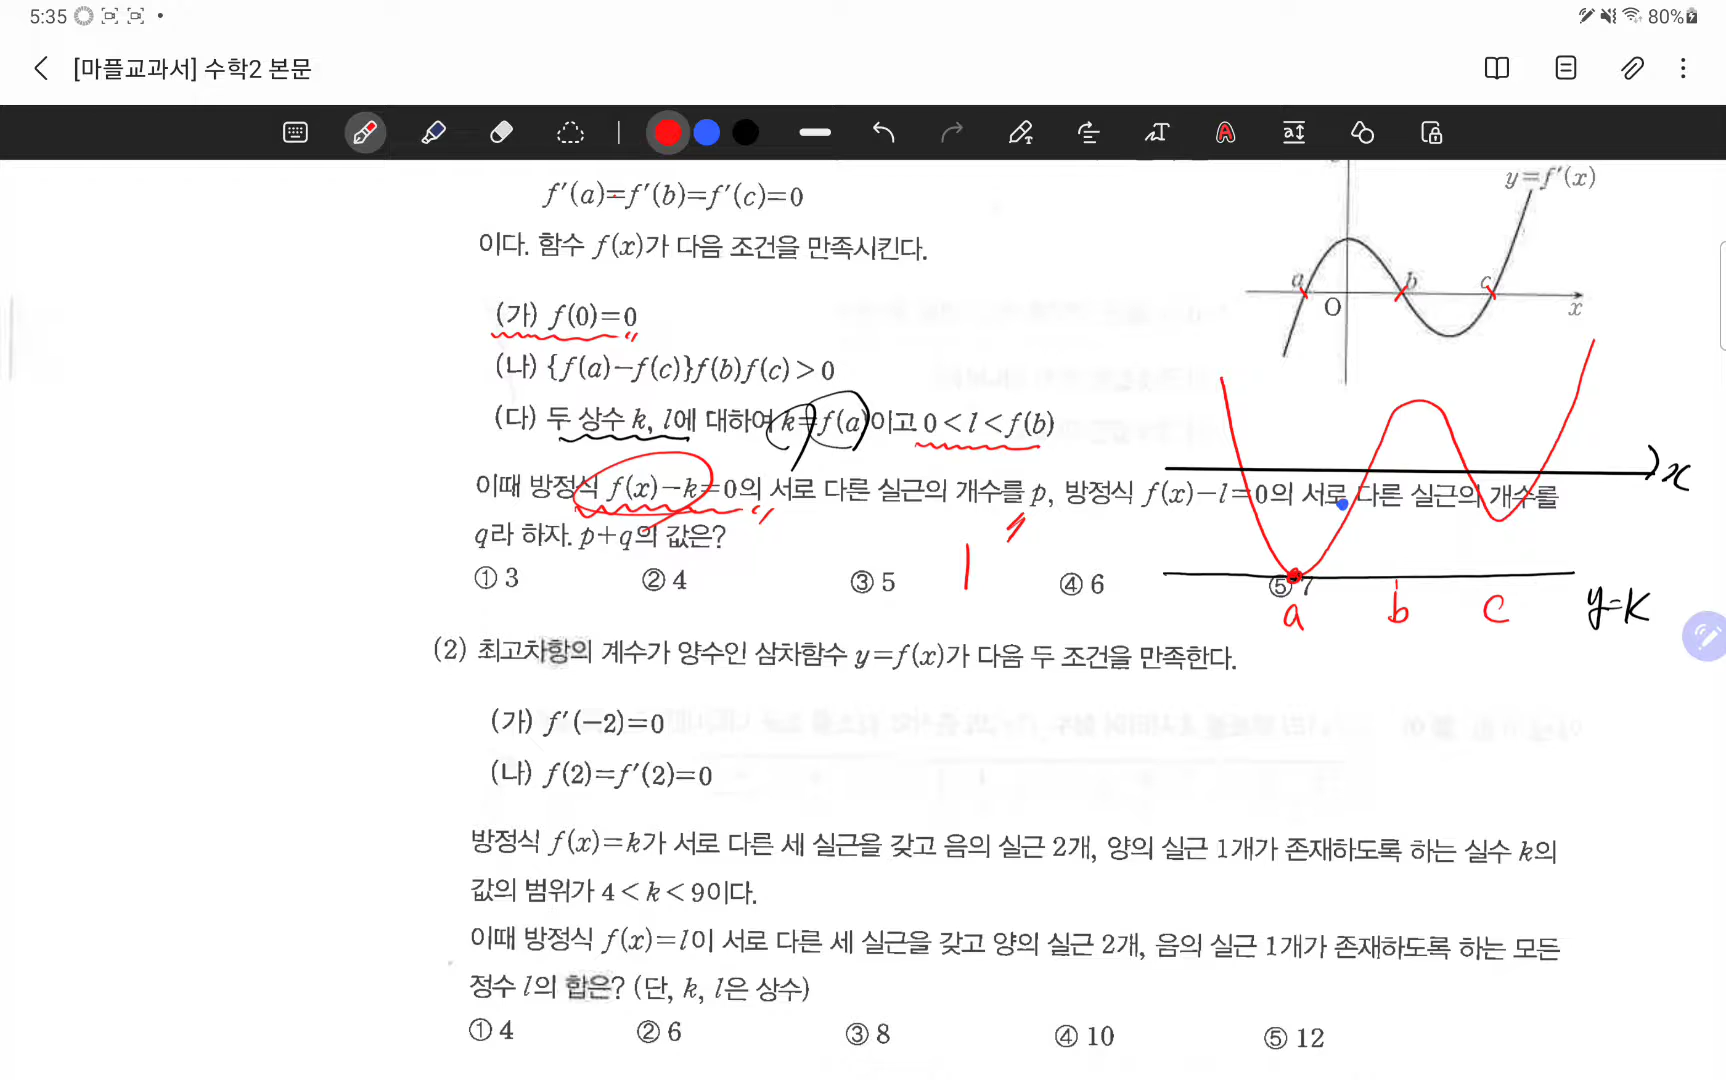 5:35
80%
[마플교과서] 수학2 본문
f′(a)=f′(b)=f′(c)=0
y=f′(x)
이다. 함수 f(x)가 다음 조건을 만족시킨다.
a b c
O x
(가) f(0)=0
(나) {f(a)−f(c)}f(b)f(c)>0
(다) 두 상수 k, l에 대하여 k=f(a)이고 0<l<f(b)
x
이때 방정식 f(x)−k=0의 서로 다른 실근의 개수를 p, 방정식 f(x)−l=0의 서로 다른 실근의 개수를
q라 하자. p+q의 값은?
① 3 ② 4 ③ 5 1 ④ 6 ⑤ 7
a b c y=k
(2) 최고차항의 계수가 양수인 삼차함수 y=f(x)가 다음 두 조건을 만족한다.
(가) f′(−2)=0
(나) f(2)=f′(2)=0
방정식 f(x)=k가 서로 다른 세 실근을 갖고 음의 실근 2개, 양의 실근 1개가 존재하도록 하는 실수 k의
값의 범위가 4<k<9이다.
이때 방정식 f(x)=l이 서로 다른 세 실근을 갖고 양의 실근 2개, 음의 실근 1개가 존재하도록 하는 모든
정수 l의 합은? (단, k, l은 상수)
① 4 ② 6 ③ 8 ④ 10 ⑤ 12